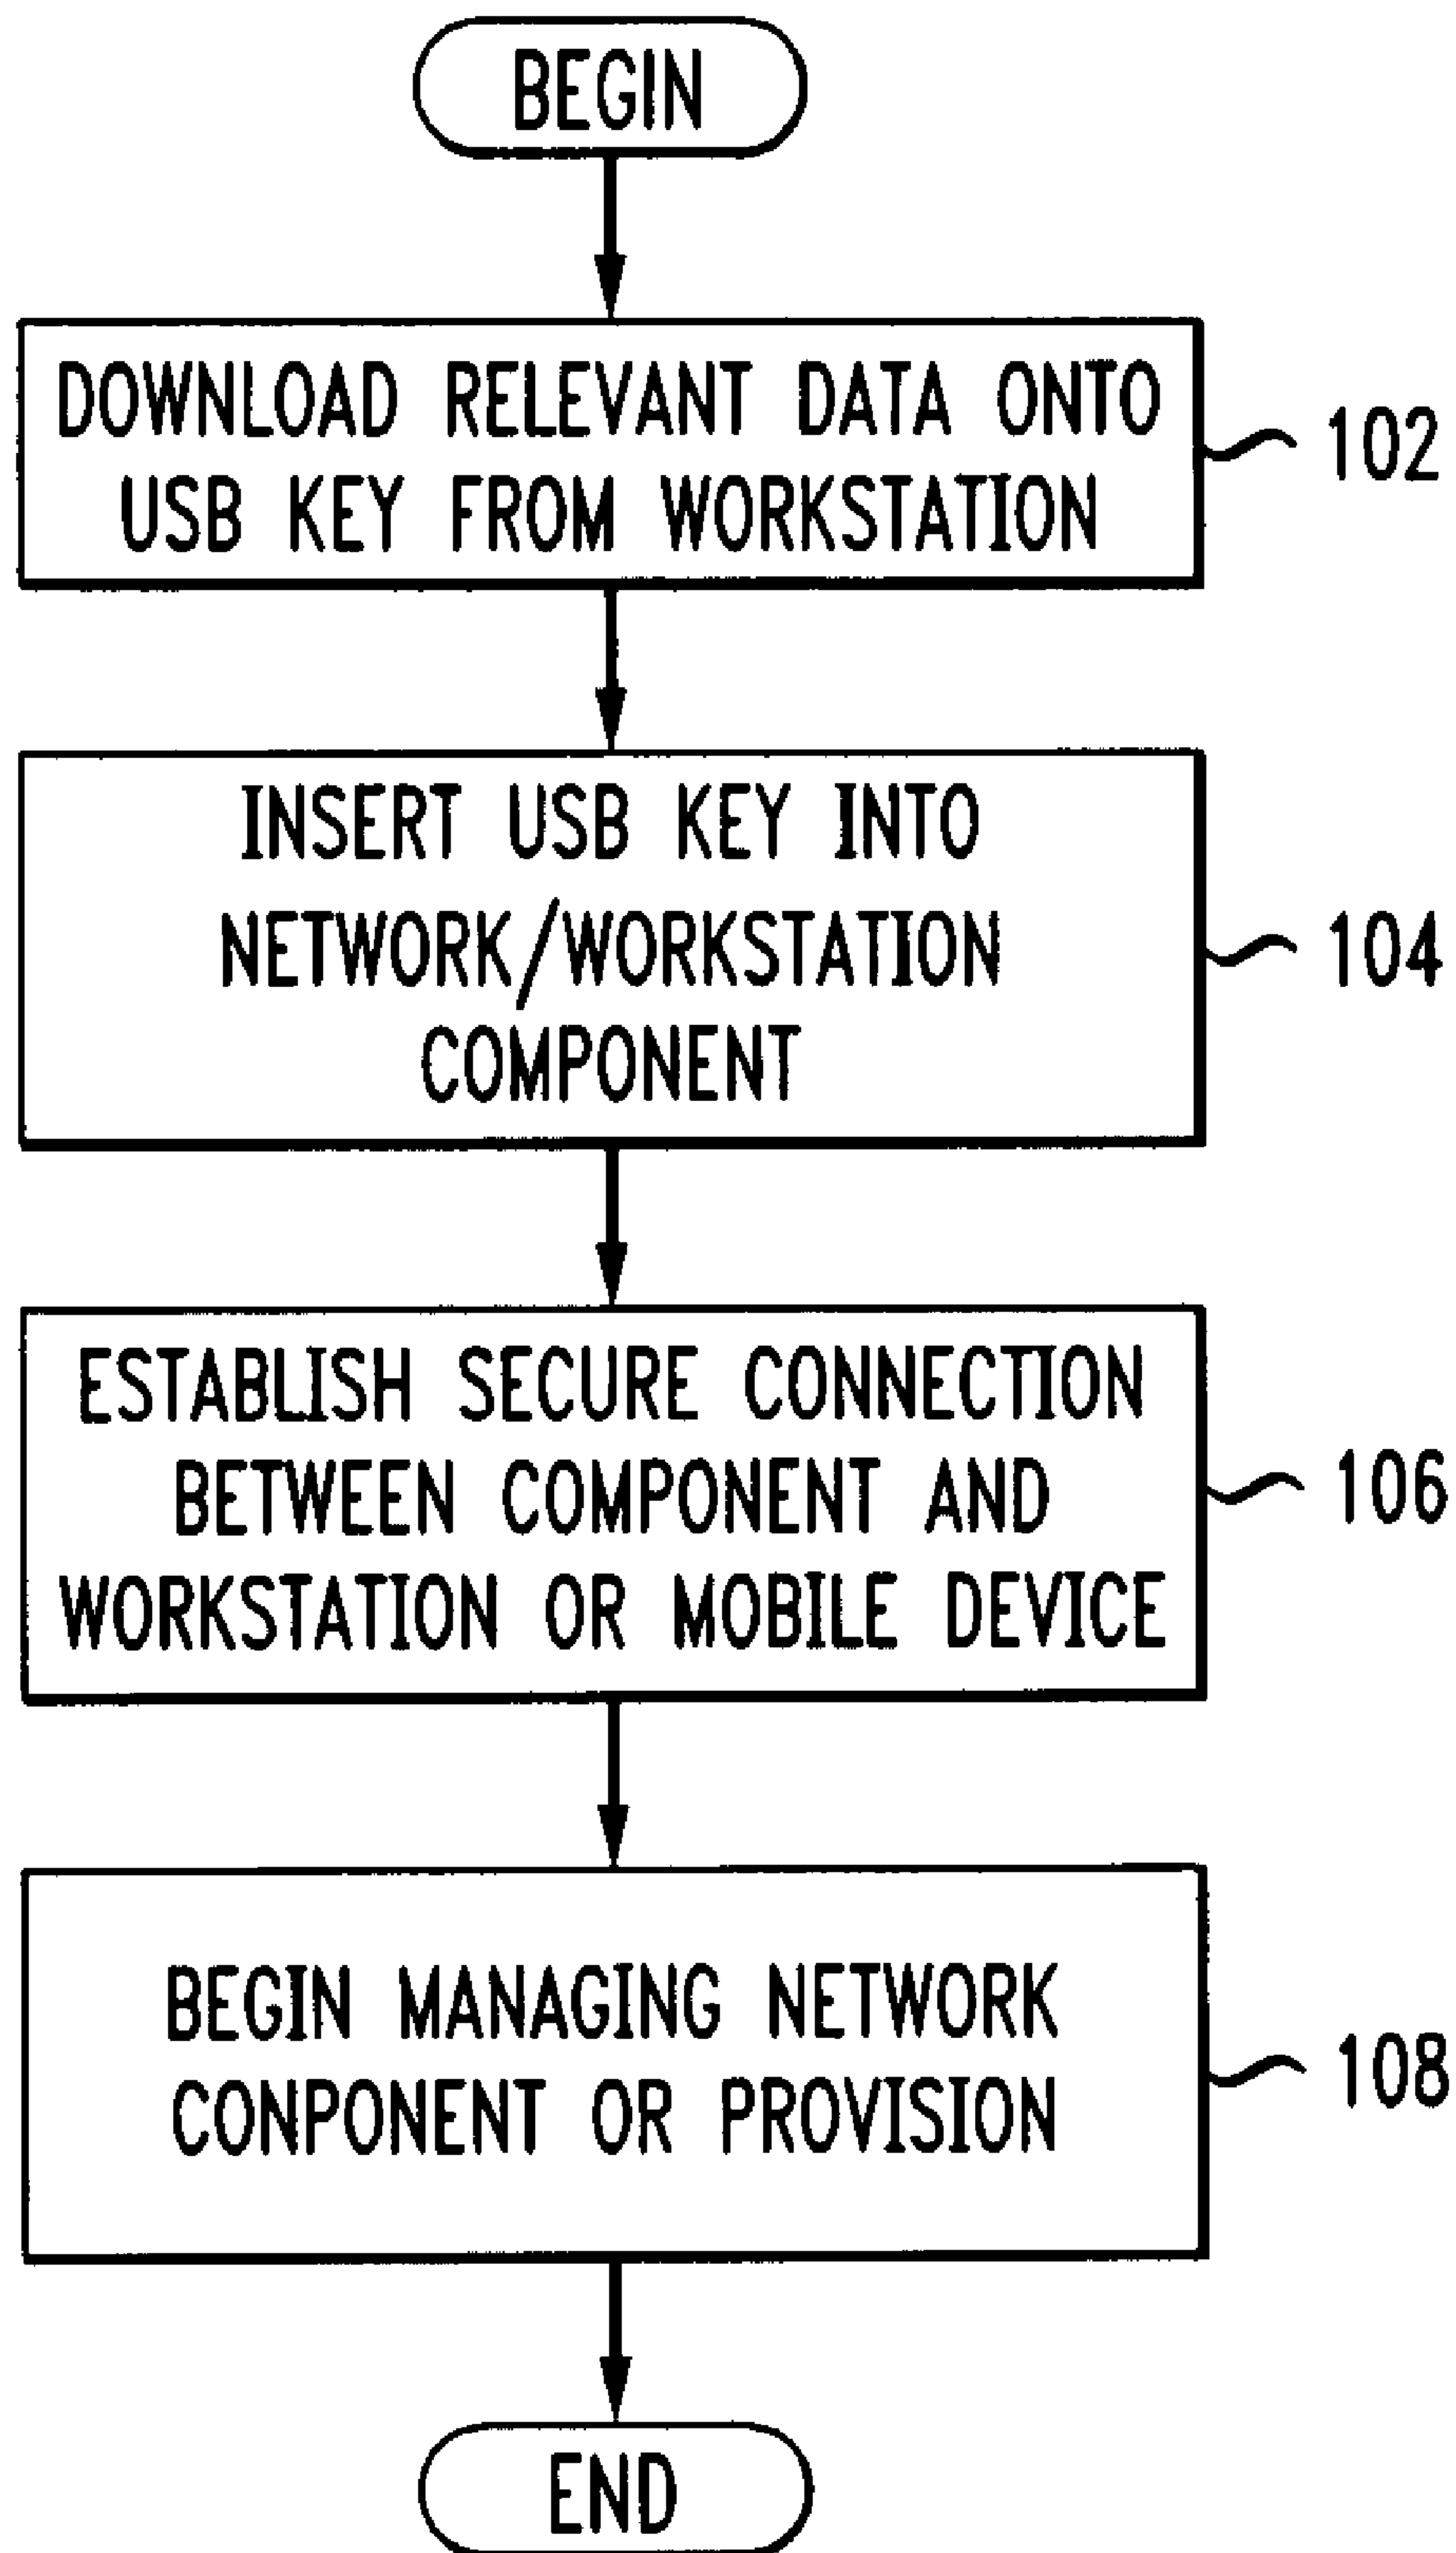 BEGIN
DOWNLOAD RELEVANT DATA ONTO
USB KEY FROM WORKSTATION
102
INSERT USB KEY INTO
NETWORK/WORKSTATION
COMPONENT
104
ESTABLISH SECURE CONNECTION
BETWEEN COMPONENT AND
WORKSTATION OR MOBILE DEVICE
106
BEGIN MANAGING NETWORK
CONPONENT OR PROVISION
108
END